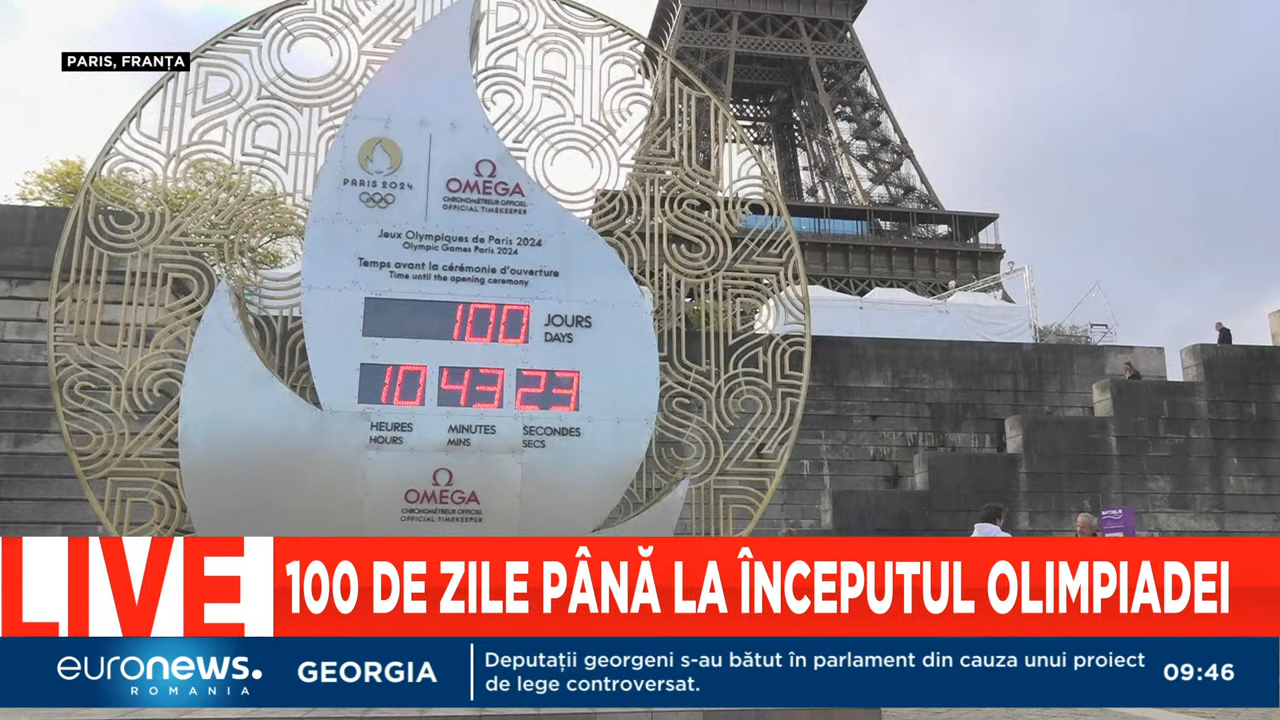 PARIS, FRANȚA
PARIS 2024
Ω
OMEGA
CHRONOMÉTREUR OFFICIEL
OFFICIAL TIMEKEEPER
Jeux Olympiques de Paris 2024
Olympic Games Paris 2024
Temps avant la cérémonie d'ouverture
Time until the opening ceremony
100 JOURS
DAYS
10 43 23
HEURES MINUTES SECONDES
HOURS MINS SECS
Ω
OMEGA
CHRONOMÉTREUR OFFICIEL
OFFICIAL TIMEKEEPER
LIVE 100 DE ZILE PÂNĂ LA ÎNCEPUTUL OLIMPIADEI
euronews.
ROMANIA
GEORGIA
Deputații georgeni s-au bătut în parlament din cauza unui proiect
de lege controversat.
09:46